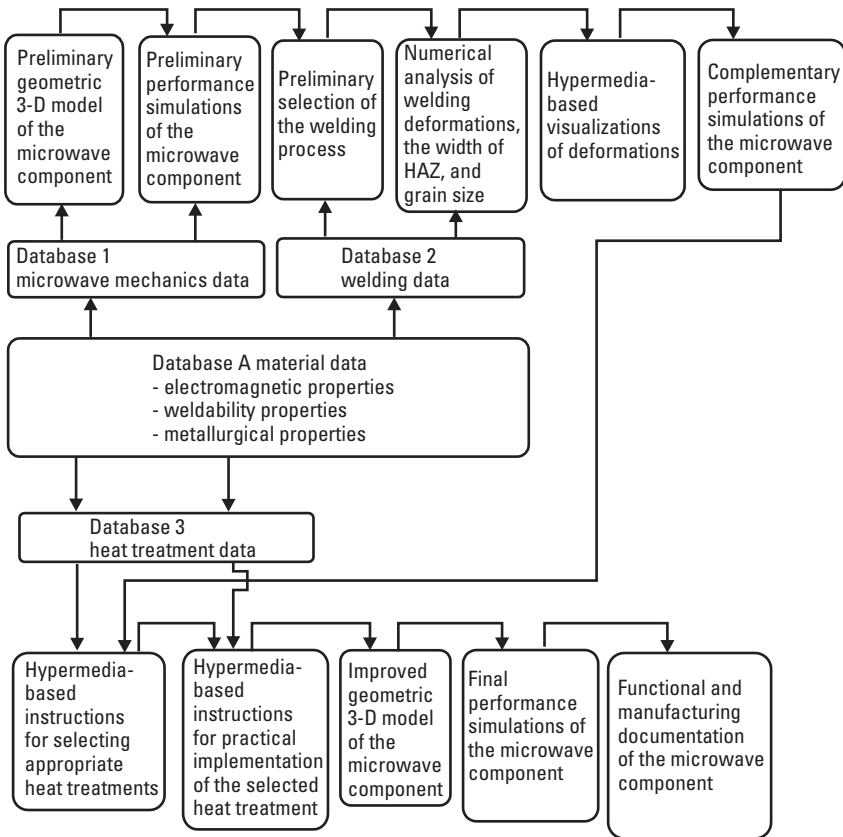 Preliminary
geometric
3-D model
of the
microwave
component
Preliminary
performance
simulations
of the
microwave
component
Preliminary
selection of
the welding
process
Numerical
analysis of
welding
deformations,
the width of
HAZ, and
grain size
Hypermedia-
based
visualizations
of deformations
Complementary
performance
simulations of
the microwave
component
Database 1
microwave mechanics data
Database 2
welding data
Database A material data
- electromagnetic properties
- weldability properties
- metallurgical properties
Database 3
heat treatment data
Hypermedia-
based
instructions
for selecting
appropriate
heat treatments
Hypermedia-
based
instructions
for practical
implementation
of the selected
heat treatment
Improved
geometric
3-D model
of the
microwave
component
Final
performance
simulations of
the microwave
component
Functional and
manufacturing
documentation
of the microwave
component